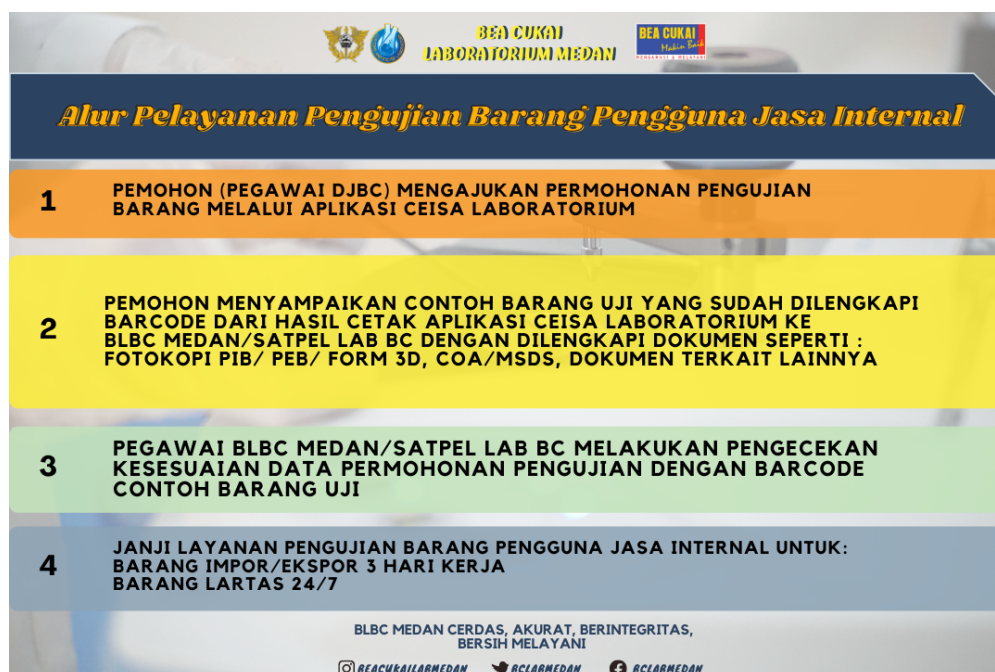 BEA CUKAI
LABORATORIUM MEDAN
BEA CUKAI
Makin Baik
Alur Pelayanan Pengujian Barang Pengguna Jasa Internal
1
PEMOHON (PEGAWAI DJBC) MENGAJUKAN PERMOHONAN PENGUJIAN
BARANG MELALUI APLIKASI CEISA LABORATORIUM
2
PEMOHON MENYAMPAIKAN CONTOH BARANG UJI YANG SUDAH DILENGKAPI
BARCODE DARI HASIL CETAK APLIKASI CEISA LABORATORIUM KE
BLBC MEDAN/SATPEL LAB BC DENGAN DILENGKAPI DOKUMEN SEPERTI :
FOTOKOPI PIB/ PEB/ FORM 3D, COA/MSDS, DOKUMEN TERKAIT LAINNYA
3
PEGAWAI BLBC MEDAN/SATPEL LAB BC MELAKUKAN PENGECEKAN
KESESUAIAN DATA PERMOHONAN PENGUJIAN DENGAN BARCODE
CONTOH BARANG UJI
4
JANJI LAYANAN PENGUJIAN BARANG PENGGUNA JASA INTERNAL UNTUK:
BARANG IMPOR/EKSPOR 3 HARI KERJA
BARANG LARTAS 24/7
BLBC MEDAN CERDAS, AKURAT, BERINTEGRITAS,
BERSIH MELAYANI
BEACUKAILABMEDAN BCLABMEDAN BCLABMEDAN